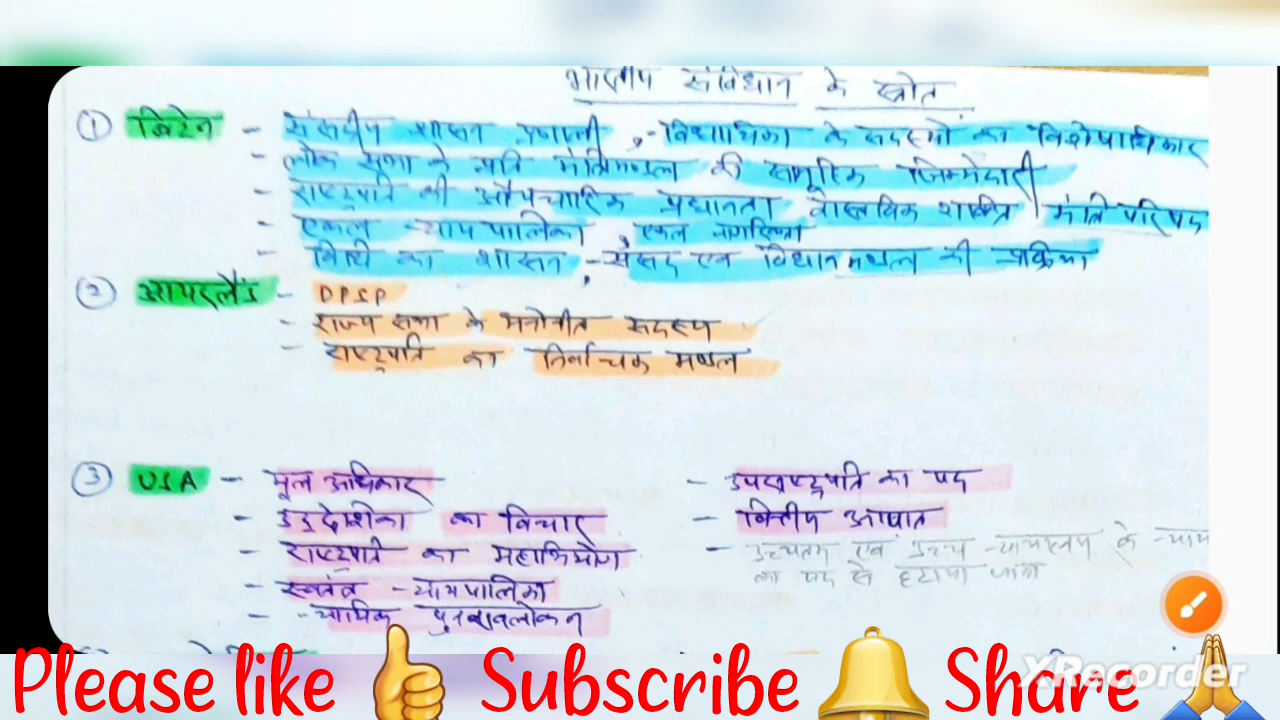 भारतीय संविधान के स्रोत
① ब्रिटेन - संसदीय शासन प्रणाली, - विधायिका के सदस्यों का विशेषाधिकार
- लोक सभा के प्रति मंत्रिमण्डल की सामूहिक जिम्मेदारी
- राष्ट्रपति की औपचारिक प्रधानता वास्तविक शक्ति मंत्रिपरिषद
- एकल न्यायपालिका, एकल नागरिकता
- विधि का शासन, - संसद एवं विधानमण्डल की प्रक्रिया
② आयरलैंड - DPSP
- राज्य सभा के मनोनीत सदस्य
- राष्ट्रपति का निर्वाचक मण्डल
③ USA - मूल अधिकार - उपराष्ट्रपति का पद
- उद्देशिका का विचार - वित्तीय आपात
- राष्ट्रपति का महाभियोग - उच्चतम एवं उच्च न्यायालय के न्याय
का पद से हटाया जाना
- स्वतंत्र न्यायपालिका
- न्यायिक पुनरावलोकन
Please like Subscribe Share
XRecorder